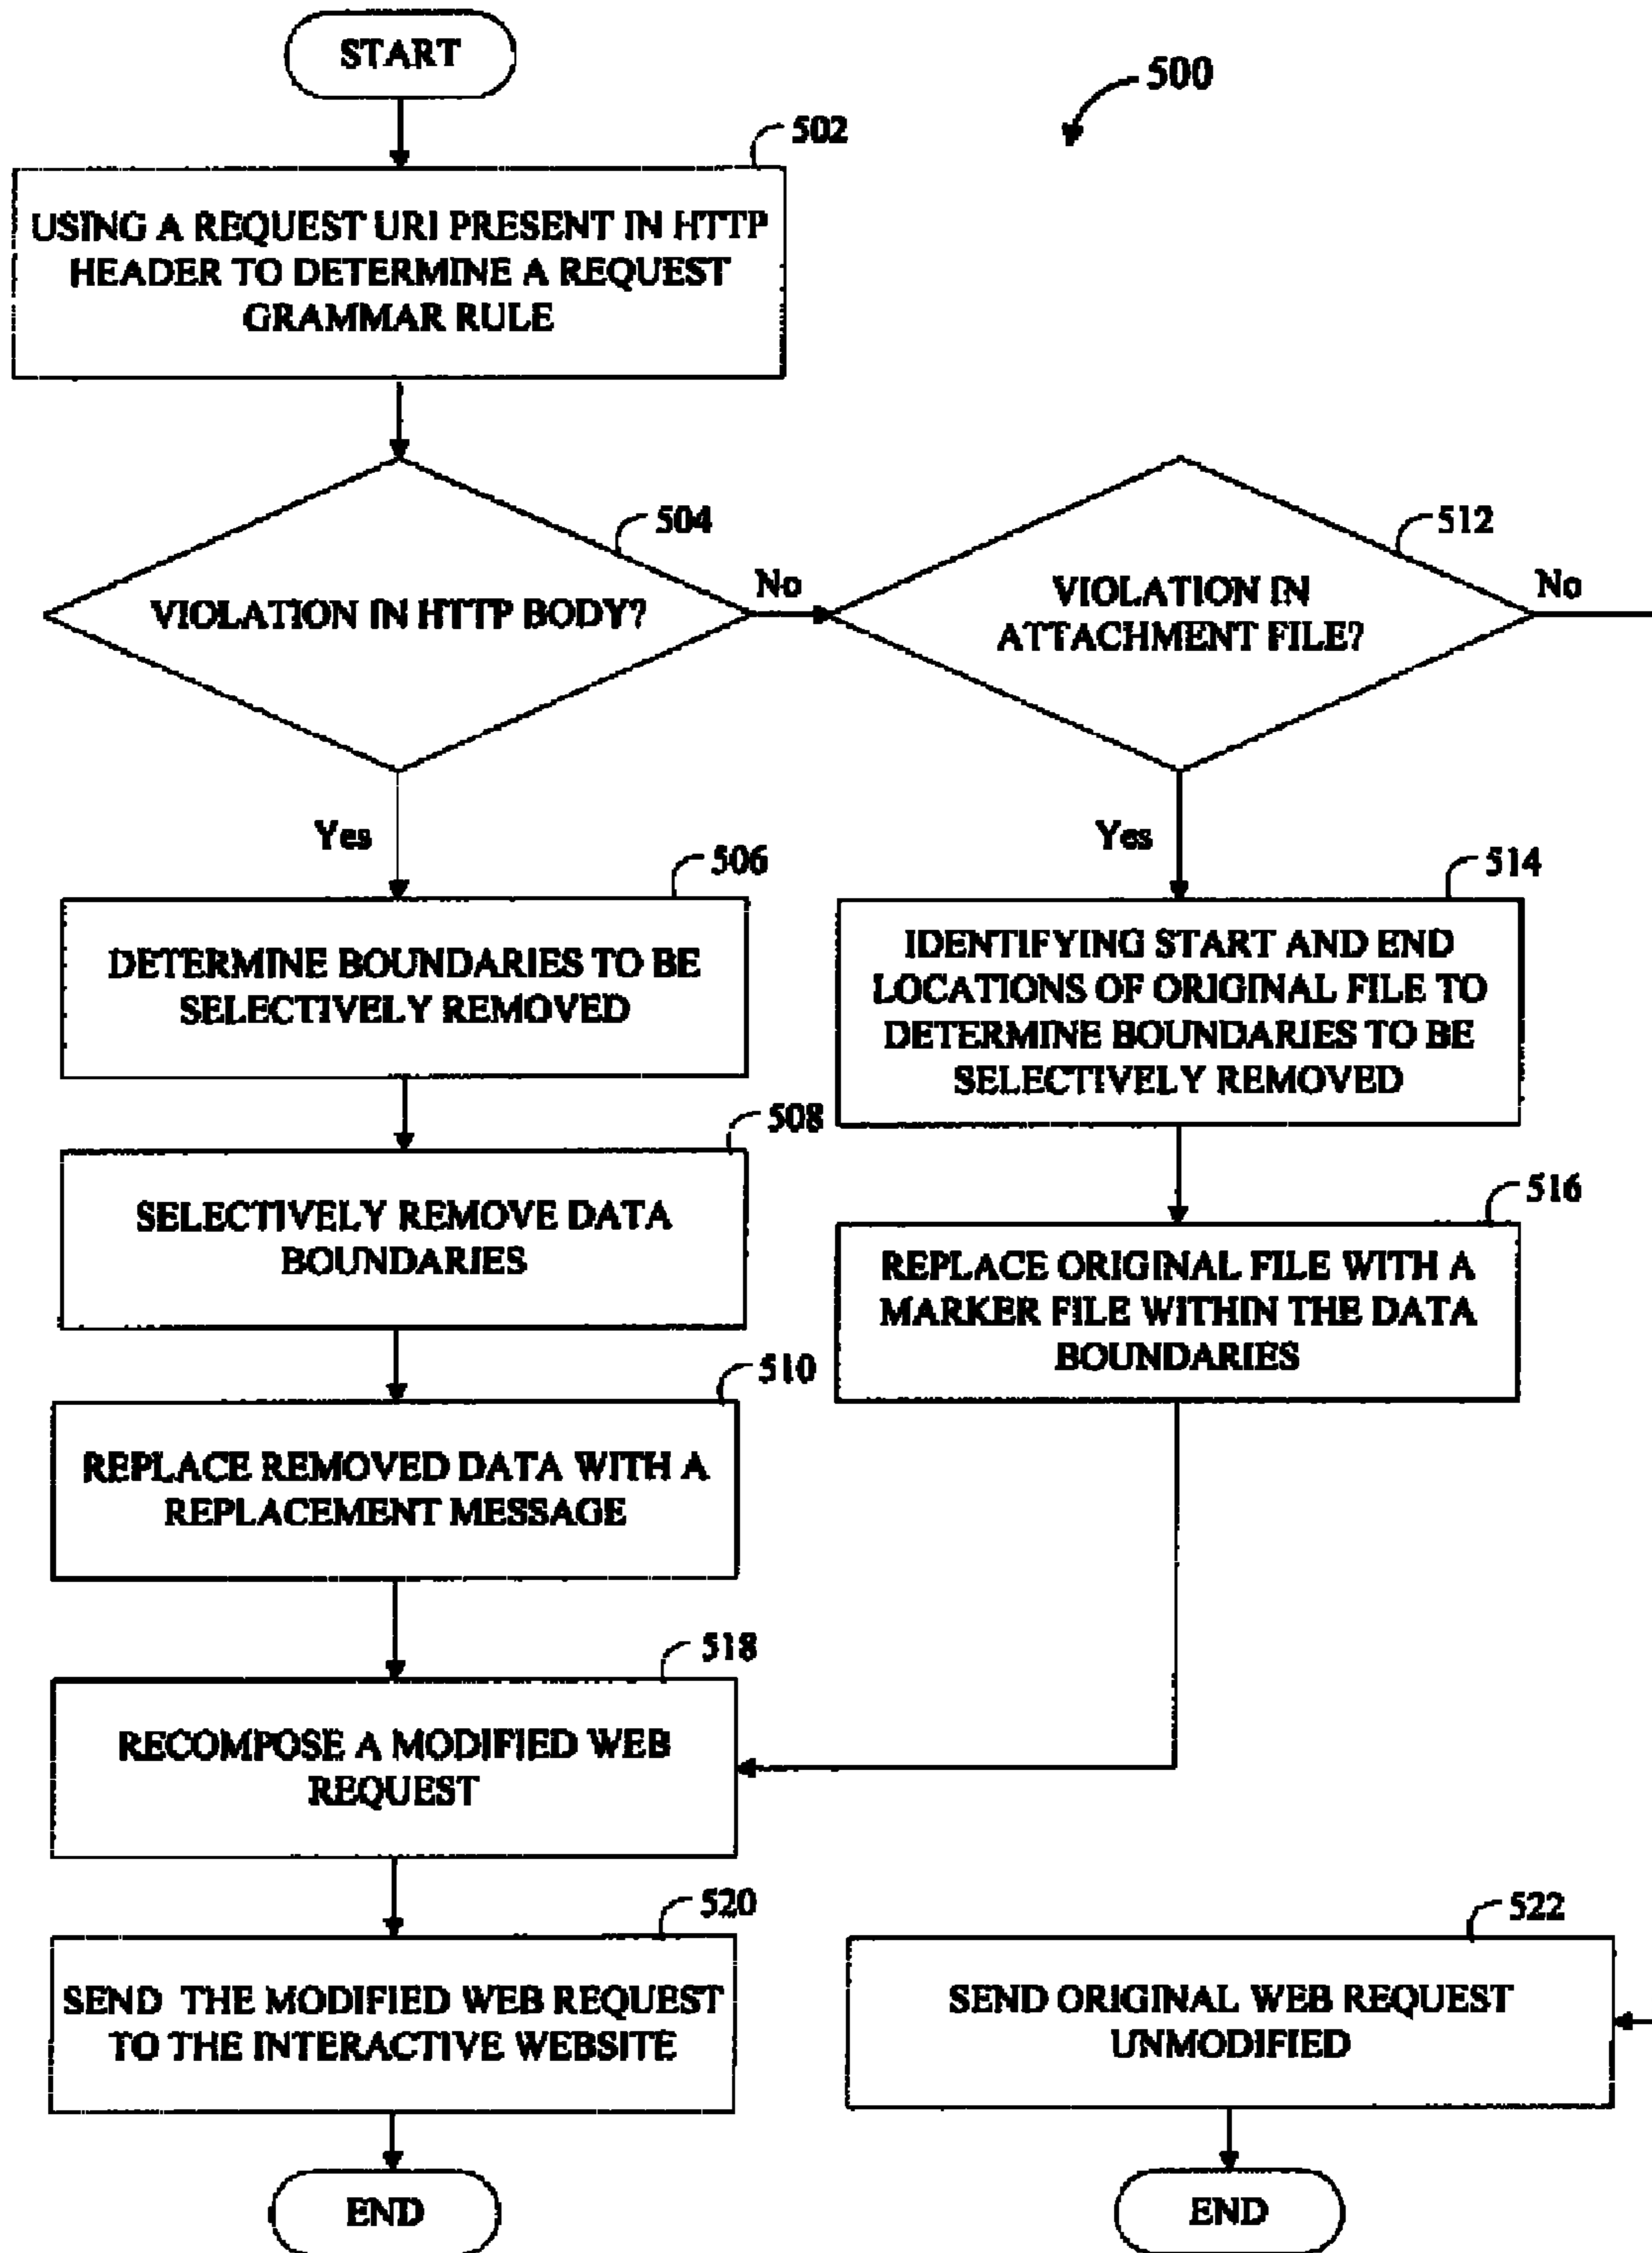 START
500
502
USING A REQUEST URI PRESENT IN HTTP
HEADER TO DETERMINE A REQUEST
GRAMMAR RULE
504
VIOLATION IN HTTP BODY?
No
512
VIOLATION IN
ATTACHMENT FILE?
No
Yes
506
DETERMINE BOUNDARIES TO BE
SELECTIVELY REMOVED
508
SELECTIVELY REMOVE DATA
BOUNDARIES
510
REPLACE REMOVED DATA WITH A
REPLACEMENT MESSAGE
Yes
514
IDENTIFYING START AND END
LOCATIONS OF ORIGINAL FILE TO
DETERMINE BOUNDARIES TO BE
SELECTIVELY REMOVED
516
REPLACE ORIGINAL FILE WITH A
MARKER FILE WITHIN THE DATA
BOUNDARIES
518
RECOMPOSE A MODIFIED WEB
REQUEST
520
SEND THE MODIFIED WEB REQUEST
TO THE INTERACTIVE WEBSITE
END
522
SEND ORIGINAL WEB REQUEST
UNMODIFIED
END